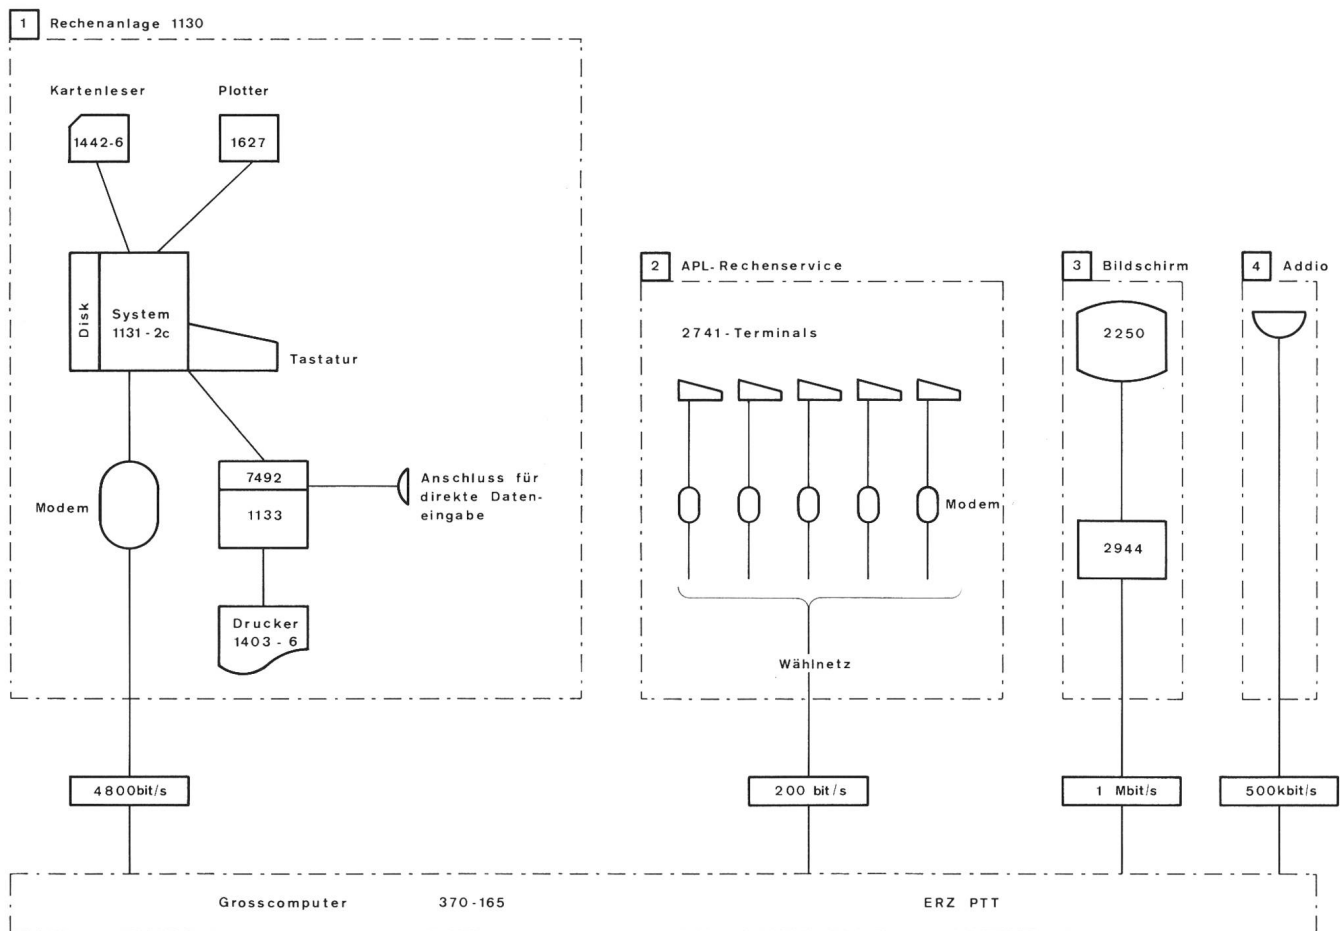 1 Rechenanlage 1130
Kartenleser
Plotter
1442-6
1627
Disk
System
1131 - 2c
Tastatur
Modem
7492
1133
Anschluss für
direkte Daten-
eingabe
Drucker
1403 - 6
4800bit/s
2 APL-Rechenservice
2741-Terminals
Modem
Wählnetz
200 bit/s
3 Bildschirm
2250
2944
1 Mbit/s
4 Addio
500kbit/s
Grosscomputer 370-165 ERZ PTT